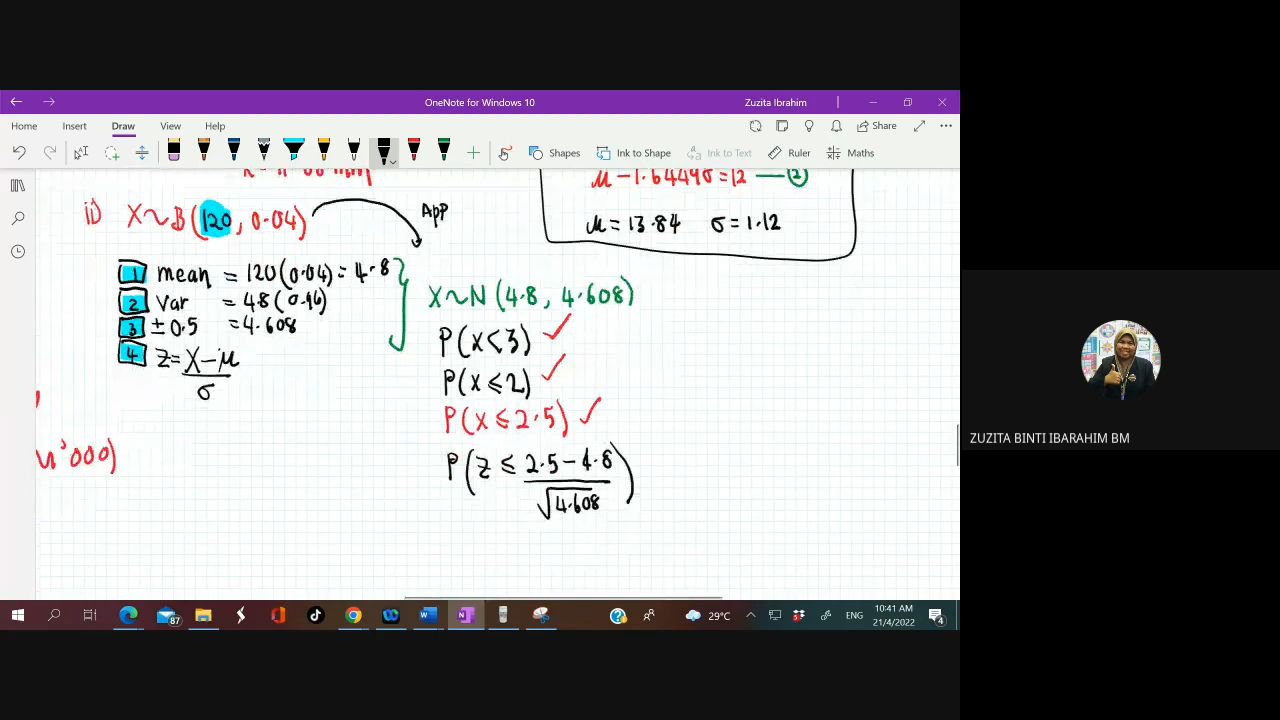 OneNote for Windows 10
Zuzita Ibrahim
Home Insert Draw View Help
Share
Shapes Ink to Shape Ink to Text Ruler Maths
μ - 1.6449σ = 12 — ②
μ = 13.84 σ = 1.12
ii) X~B(120, 0.04)
App
1 mean = 120(0.04) = 4.8
2 Var = 4.8(0.96)
3 ± 0.5 = 4.608
4 Z = X - μ
σ
X~N(4.8, 4.608)
P(X < 3) ✓
P(X ≤ 2) ✓
P(X ≤ 2.5) ✓
P(Z ≤ 2.5 - 4.8
√4.608)
'000)
ZUZITA BINTI IBARAHIM BM
87
29°C
ENG
10:41 AM
21/4/2022
4